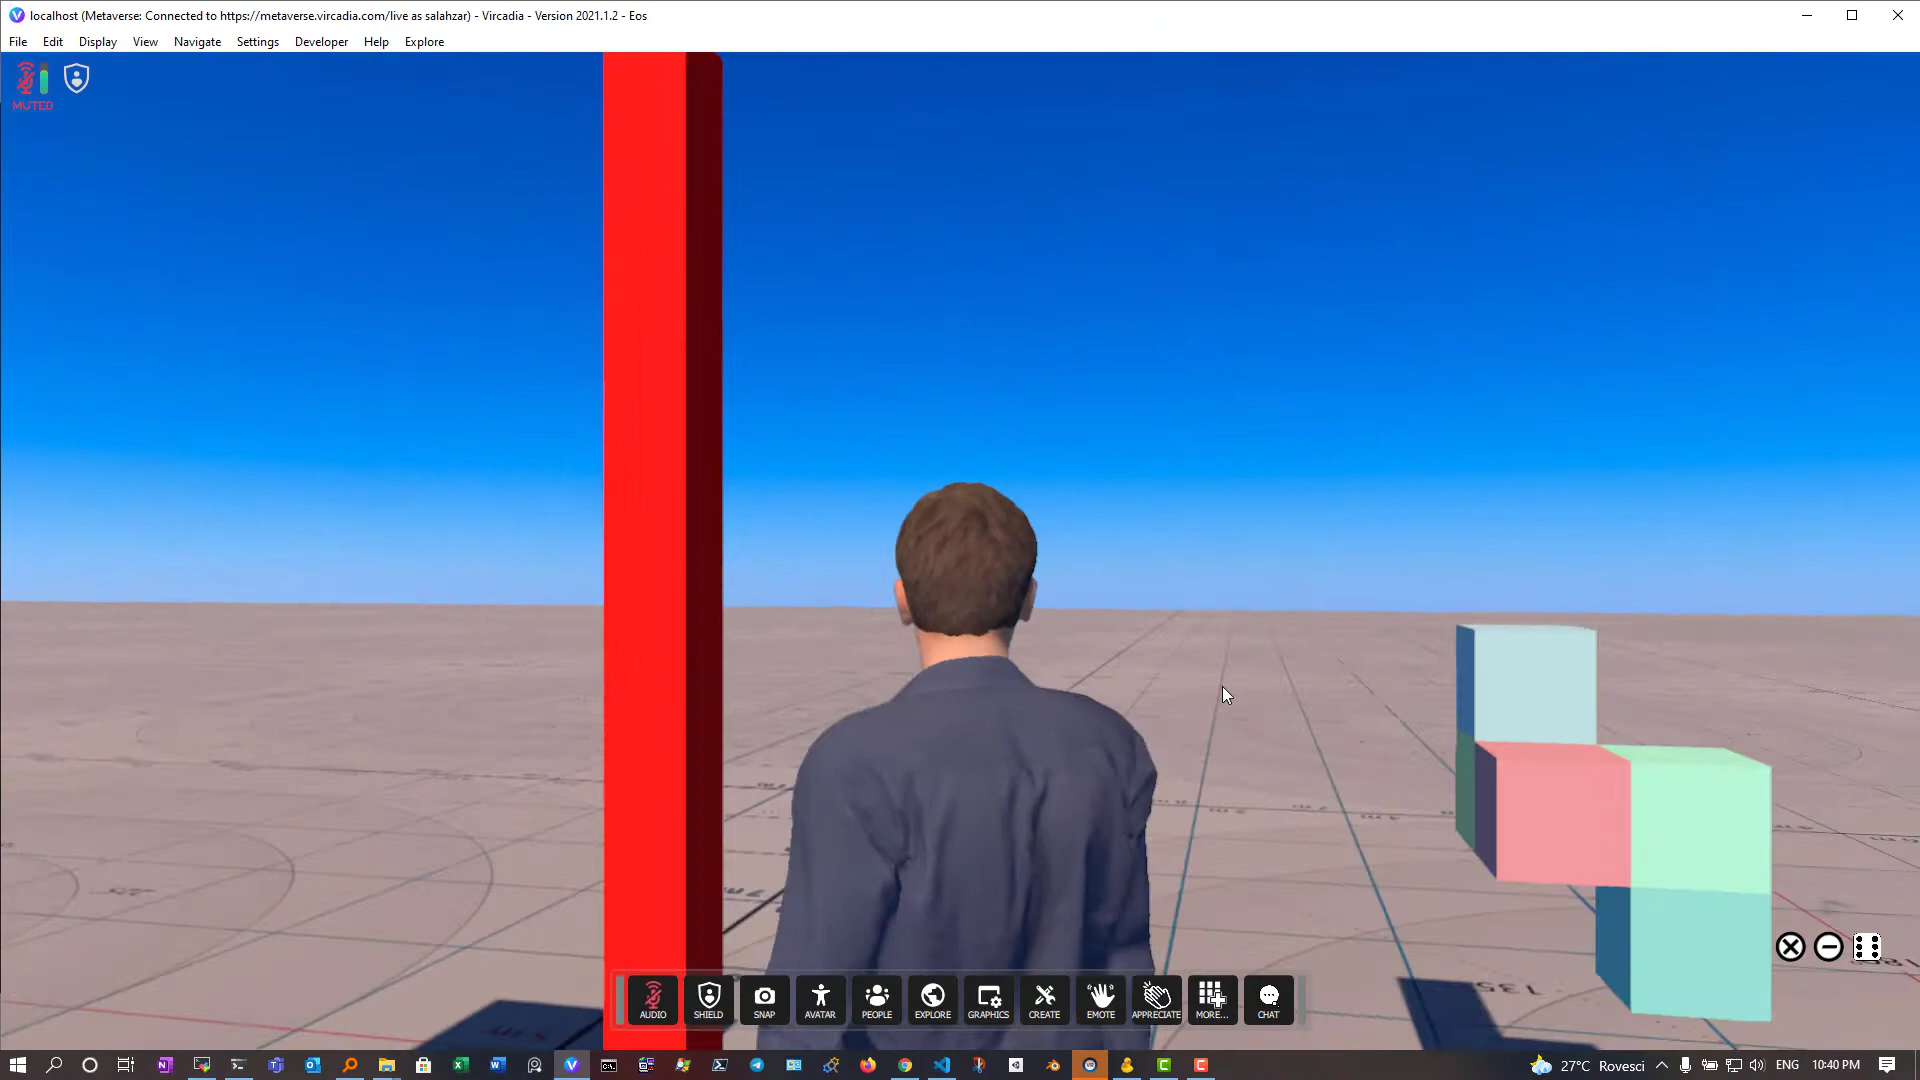 localhost (Metaverse: Connected to https://metaverse.vircadia.com/live as salahzar) - Vircadia - Version 2021.1.2 - Eos
File Edit Display View Navigate Settings Developer Help Explore
MUTED
135
AUDIO SHIELD SNAP AVATAR PEOPLE EXPLORE GRAPHICS CREATE EMOTE APPRECIATE MORE... CHAT
27°C Rovesci ENG 10:40 PM